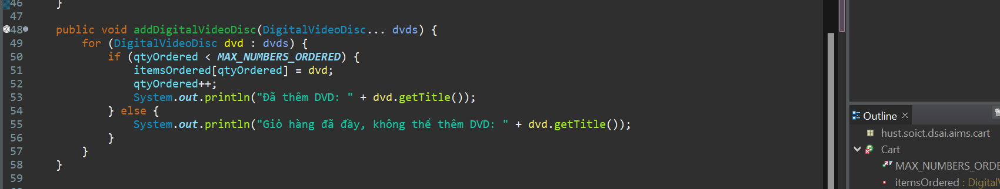 46 }
47
48 public void addDigitalVideoDisc(DigitalVideoDisc... dvds) {
49 for (DigitalVideoDisc dvd : dvds) {
50 if (qtyOrdered < MAX_NUMBERS_ORDERED) {
51 itemsOrdered[qtyOrdered] = dvd;
52 qtyOrdered++;
53 System.out.println("Đã thêm DVD: " + dvd.getTitle());
54 } else {
55 System.out.println("Giỏ hàng đã đầy, không thể thêm DVD: " + dvd.getTitle());
56 }
57 }
58 }
59
Outline
hust.soict.dsai.aims.cart
Cart
MAX_NUMBERS_ORDE
itemsOrdered : Digital